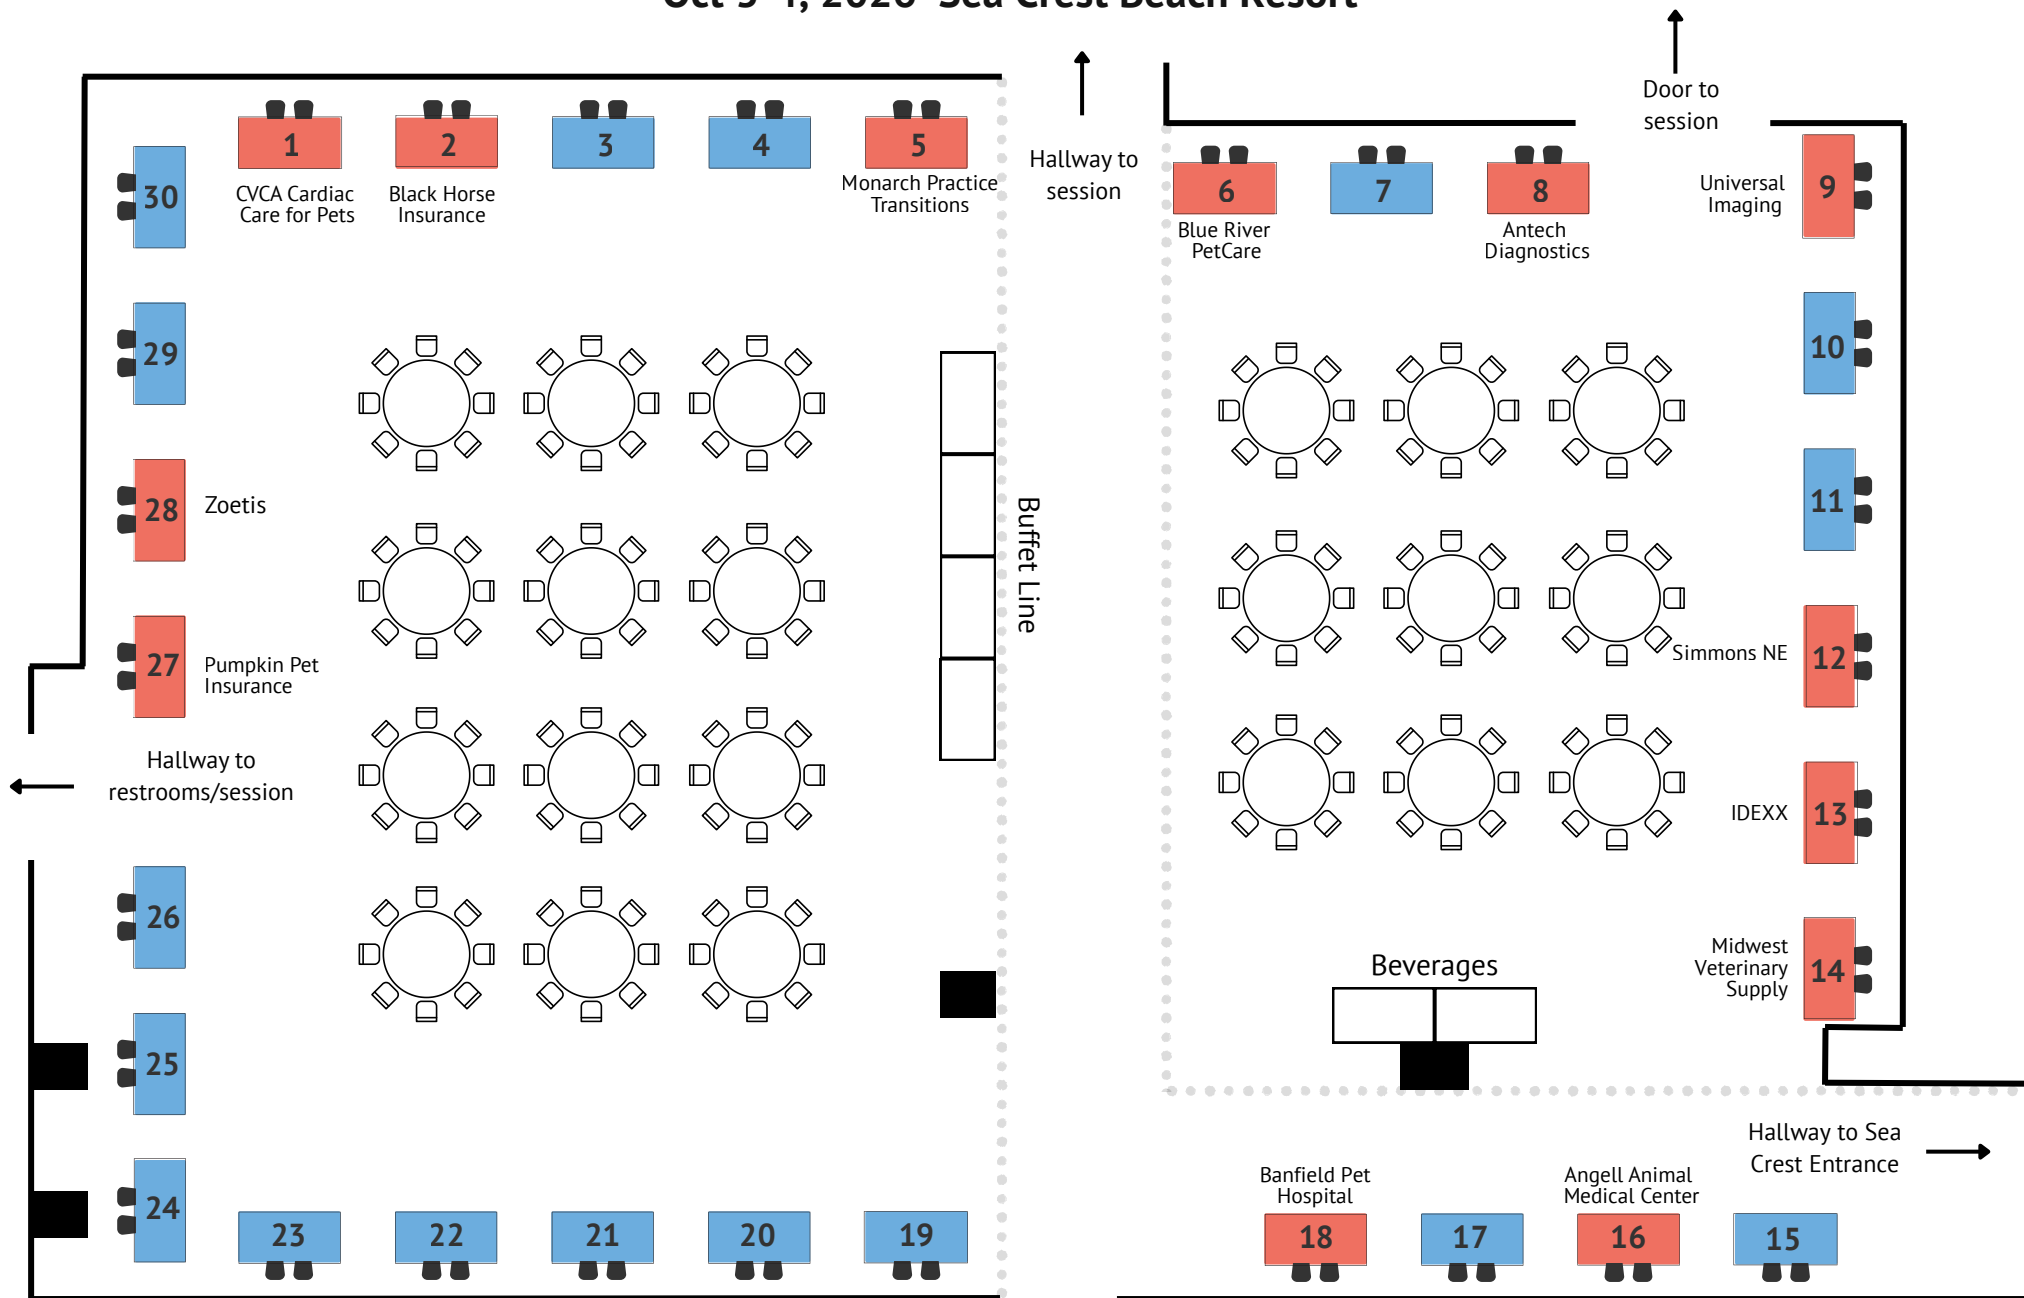 Sea Crest Beach Resort
Hallway to
session
Door to
session
1
CVCA Cardiac
Care for Pets
2
Black Horse
Insurance
3
4
5
Monarch Practice
Transitions
6
Blue River
PetCare
7
8
Antech
Diagnostics
9
Universal
Imaging
10
11
12
Simmons NE
13
IDEXX
14
Midwest
Veterinary
Supply
30
29
28
Zoetis
27
Pumpkin Pet
Insurance
Hallway to
restrooms/session
26
25
24
Buffet Line
Beverages
Hallway to Sea
Crest Entrance
23
22
21
20
19
Banfield Pet
Hospital
18
17
Angell Animal
Medical Center
16
15